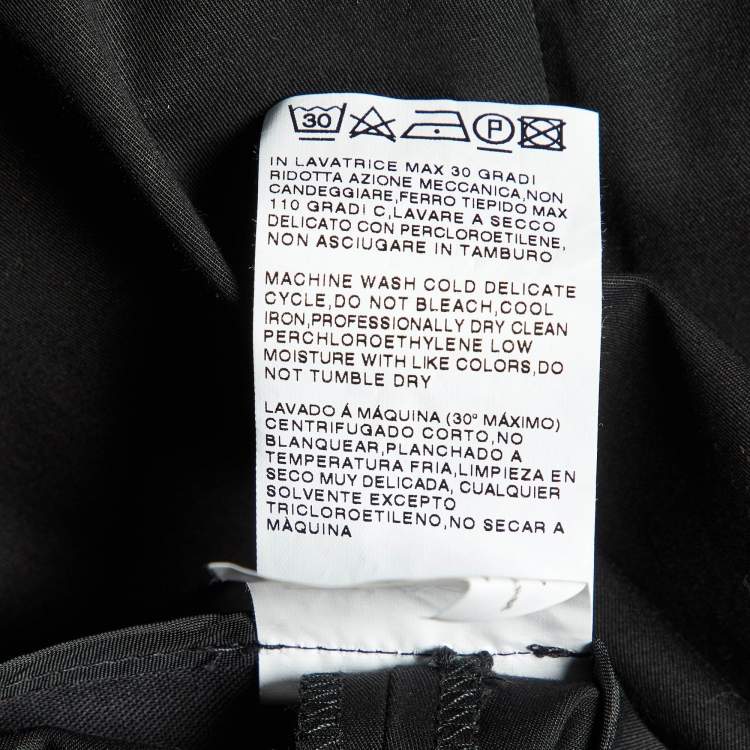 30 P
IN LAVATRICE MAX 30 GRADI
RIDOTTA AZIONE MECCANICA,NON
CANDEGGIARE,FERRO TIEPIDO MAX
110 GRADI C,LAVARE A SECCO
DELICATO CON PERCLOROETILENE,
NON ASCIUGARE IN TAMBURO
MACHINE WASH COLD DELICATE
CYCLE,DO NOT BLEACH,COOL
IRON,PROFESSIONALLY DRY CLEAN
PERCHLOROETHYLENE LOW
MOISTURE WITH LIKE COLORS,DO
NOT TUMBLE DRY
LAVADO Á MÁQUINA (30º MÁXIMO)
CENTRIFUGADO CORTO,NO
BLANQUEAR,PLANCHADO A
TEMPERATURA FRIA,LIMPIEZA EN
SECO MUY DELICADA, CUALQUIER
SOLVENTE EXCEPTO
TRICLOROETILENO,NO SECAR A
MÀQUINA